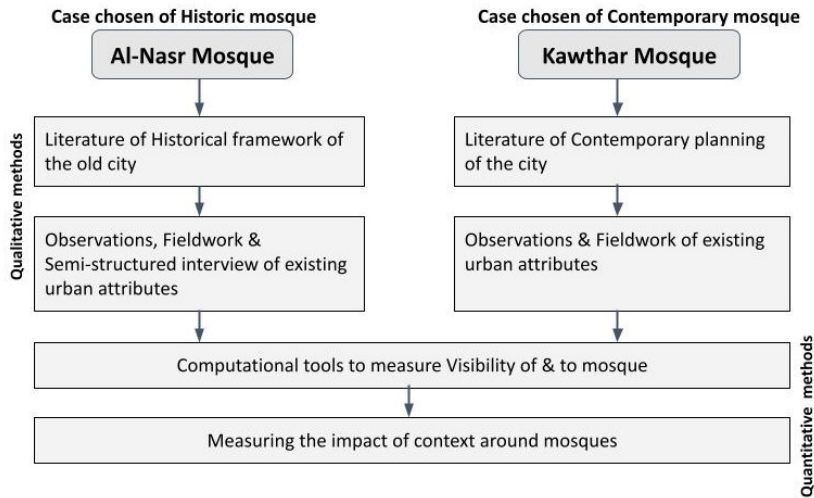 Case chosen of Historic mosque
Al-Nasr Mosque
Literature of Historical framework of
the old city
Observations, Fieldwork &
Semi-structured interview of existing
urban attributes
Case chosen of Contemporary mosque
Kawthar Mosque
Literature of Contemporary planning
of the city
Observations & Fieldwork of existing
urban attributes
Qualitative methods
Computational tools to measure Visibility of & to mosque
Measuring the impact of context around mosques
Quantitative methods